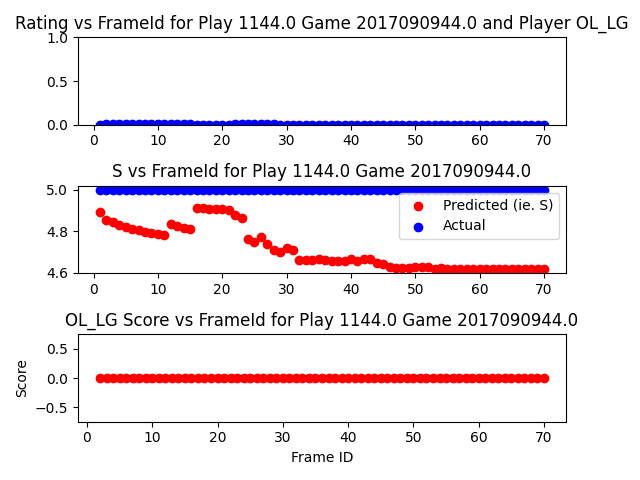 Rating vs FrameId for Play 1144.0 Game 2017090944.0 and Player OL_LG
1.0
0.5
0.0
0 10 20 30 40 50 60 70
S vs FrameId for Play 1144.0 Game 2017090944.0
5.0
4.8
4.6
Predicted (ie. S)
Actual
0 10 20 30 40 50 60 70
OL_LG Score vs FrameId for Play 1144.0 Game 2017090944.0
Score
0.5
0.0
−0.5
0 10 20 30 40 50 60 70
Frame ID